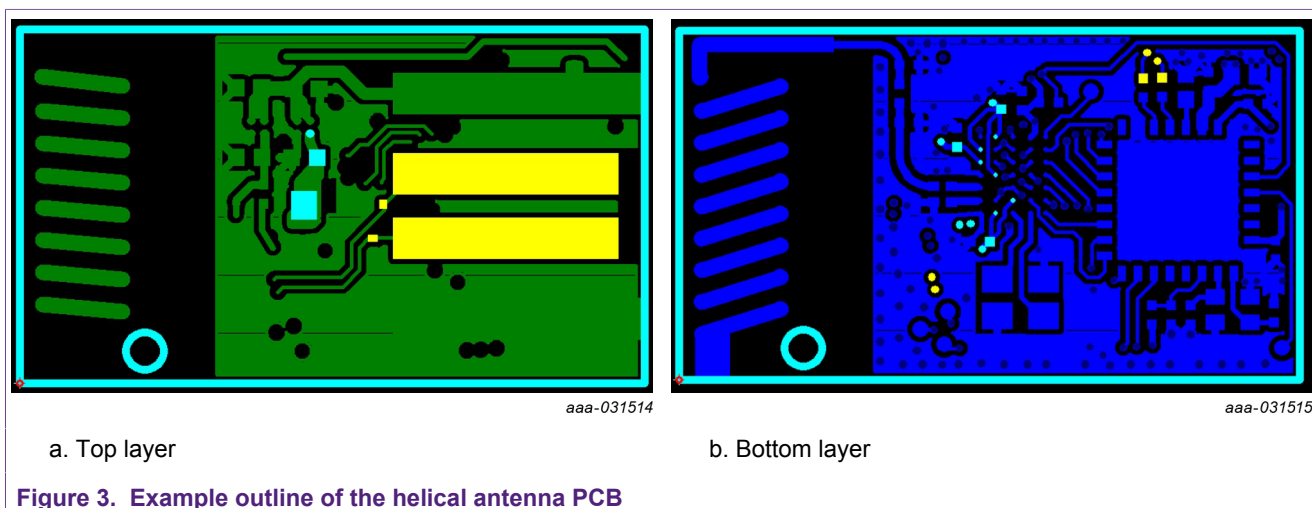 aaa-031514
aaa-031515
a. Top layer
b. Bottom layer
Figure 3. Example outline of the helical antenna PCB